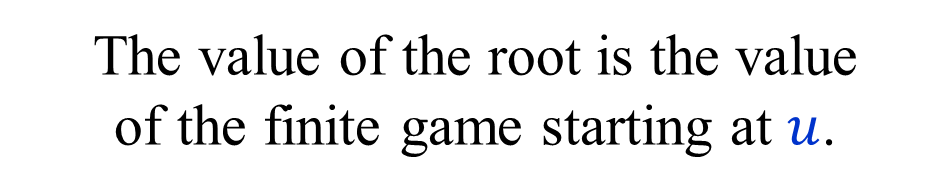 The value of the root is the value
of the finite game starting at u.